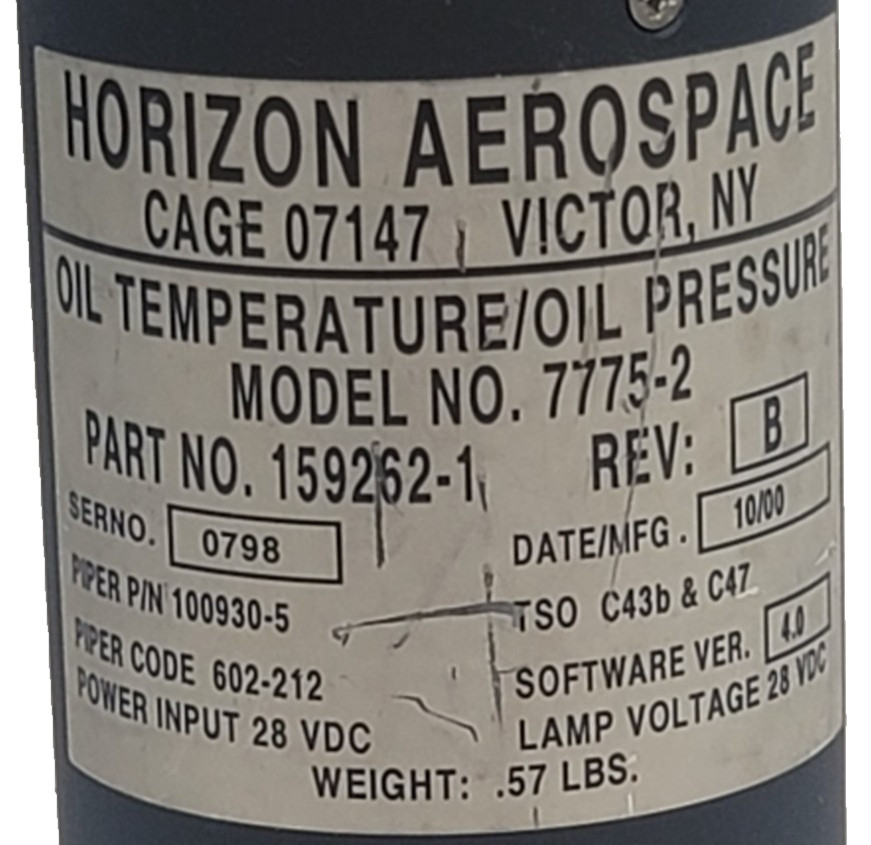 HORIZON AEROSPACE
CAGE 07147 VICTOR, NY
OIL TEMPERATURE/OIL PRESSURE
MODEL NO. 7775-2
PART NO. 159262-1 REV: B
SERNO. 0798 DATE/MFG. 10/00
PIPER P/N 100930-5 TSO C43b & C47
PIPER CODE 602-212 SOFTWARE VER. 4.0
POWER INPUT 28 VDC LAMP VOLTAGE 28 VDC
WEIGHT: .57 LBS.